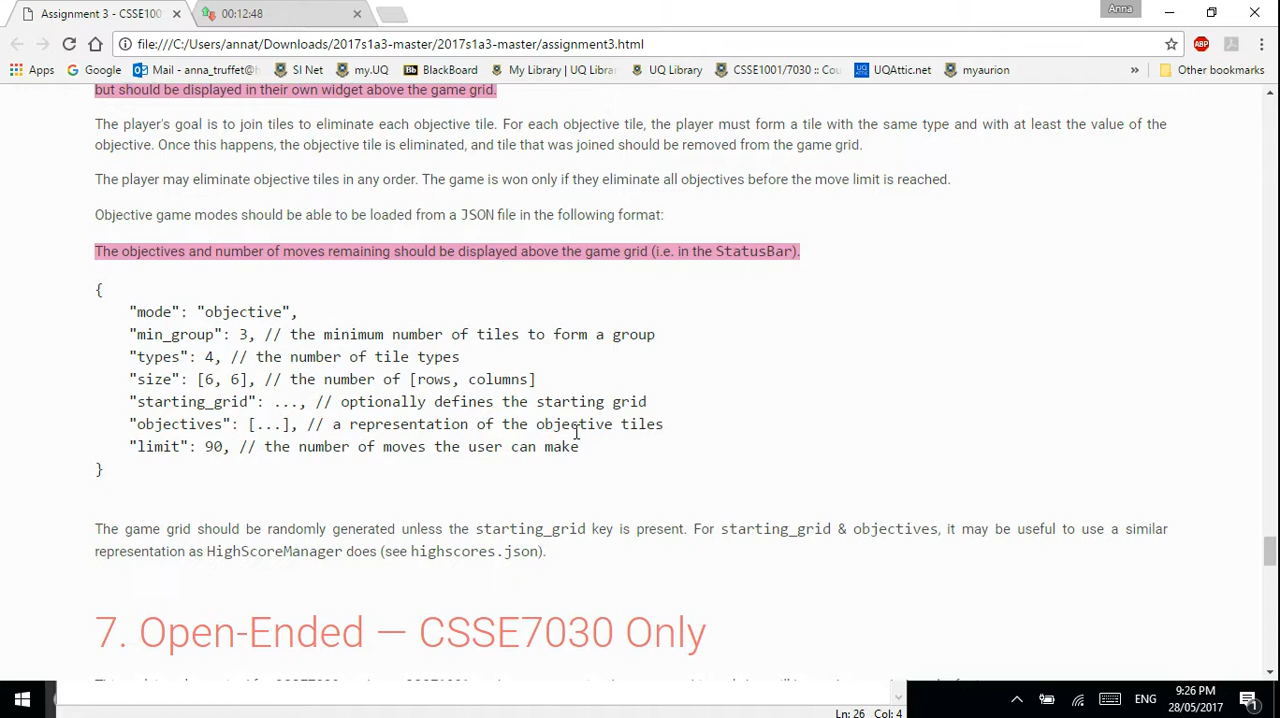 Assignment 3 - CSSE100
00:12:48
Anna
file:///C:/Users/annat/Downloads/2017s1a3-master/2017s1a3-master/assignment3.html
ABP
Apps Google Mail - anna_truffet@h SI Net my.UQ BlackBoard My Library | UQ Librar UQ Library CSSE1001/7030 :: Cou UQAttic.net myaurion » Other bookmarks
but should be displayed in their own widget above the game grid.
The player's goal is to join tiles to eliminate each objective tile. For each objective tile, the player must form a tile with the same type and with at least the value of the
objective. Once this happens, the objective tile is eliminated, and tile that was joined should be removed from the game grid.
The player may eliminate objective tiles in any order. The game is won only if they eliminate all objectives before the move limit is reached.
Objective game modes should be able to be loaded from a JSON file in the following format:
The objectives and number of moves remaining should be displayed above the game grid (i.e. in the StatusBar).
{
"mode": "objective",
"min_group": 3, // the minimum number of tiles to form a group
"types": 4, // the number of tile types
"size": [6, 6], // the number of [rows, columns]
"starting_grid": ..., // optionally defines the starting grid
"objectives": [...], // a representation of the objective tiles
"limit": 90, // the number of moves the user can make
}
The game grid should be randomly generated unless the starting_grid key is present. For starting_grid & objectives, it may be useful to use a similar
representation as HighScoreManager does (see highscores.json).
7. Open-Ended — CSSE7030 Only
ENG
9:26 PM
28/05/2017
1
Ln: 26 Col: 4